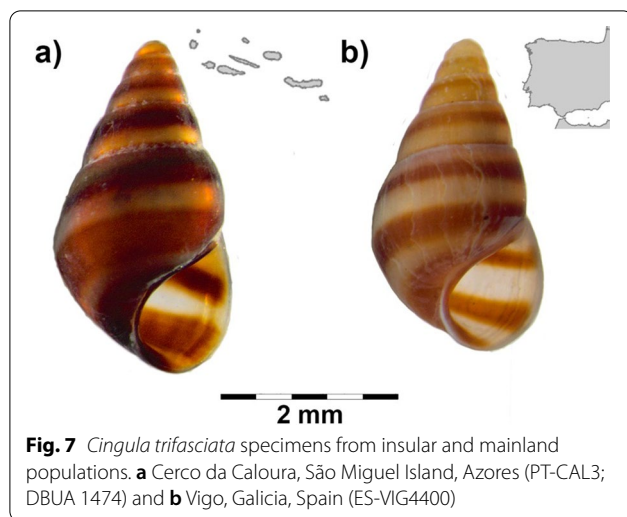 a)
b)
2 mm
Fig. 7 Cingula trifasciata specimens from insular and mainland
populations. a Cerco da Caloura, São Miguel Island, Azores (PT-CAL3;
DBUA 1474) and b Vigo, Galicia, Spain (ES-VIG4400)